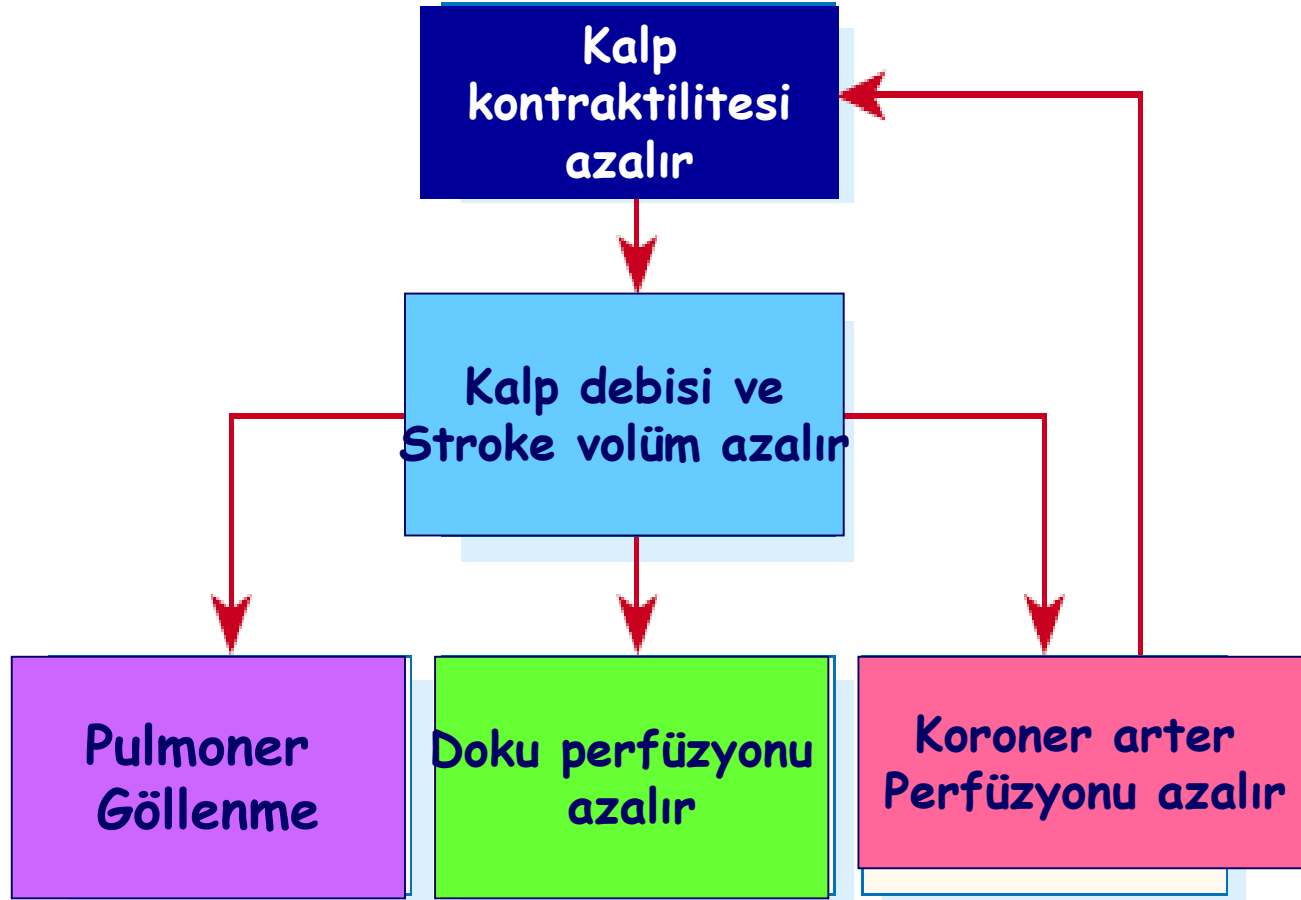 Kalp
kontraktilitesi
azalır
Kalp debisi ve
Stroke volüm azalır
Pulmoner
Göllenme
Doku perfüzyonu
azalır
Koroner arter
Perfüzyonu azalır